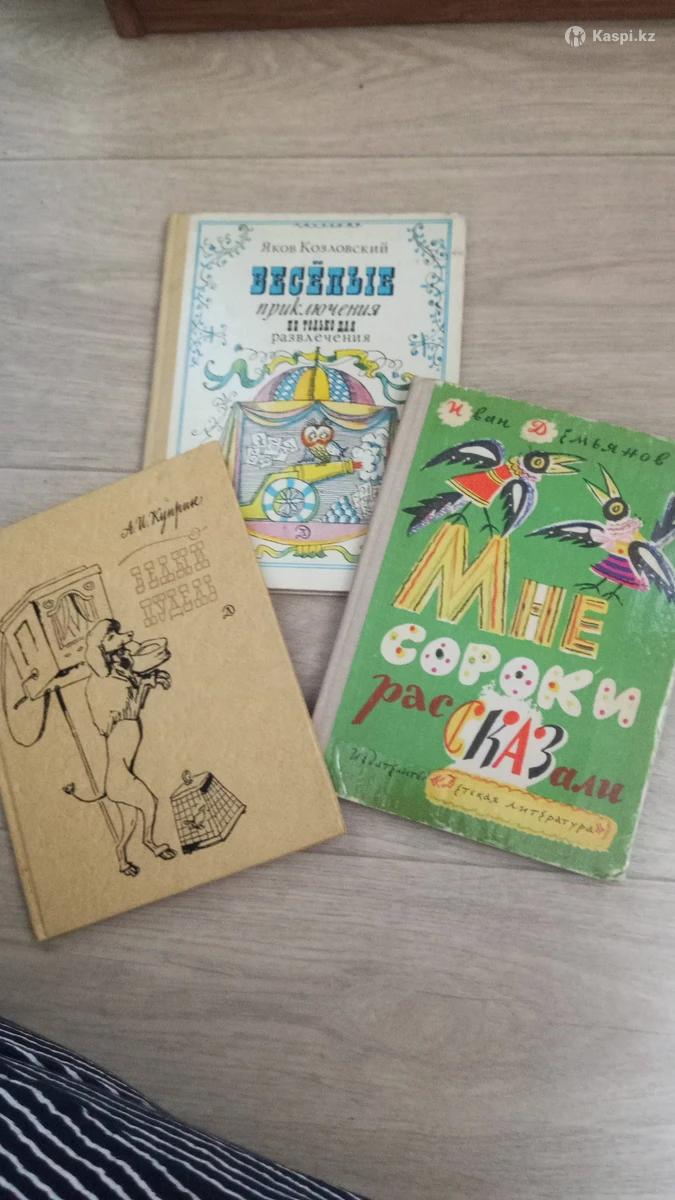 Kaspi.kz
Яков Козловский
ВЕСЁЛЫЕ
приключения
НЕ ТОЛЬКО ДЛЯ
развлечения
А. И. Куприн
БЕЛЫЙ
ПУДЕЛЬ
Иван Демьянов
Мне
СОРОКИ
расСКАЗали
Издательство «Детская литература»